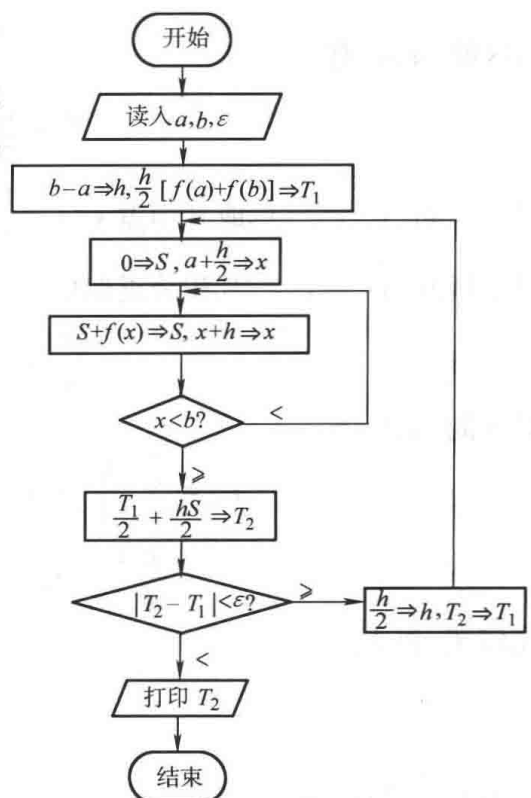 开始
读入 a,b,ε
b−a⇒h, h/2 [f(a)+f(b)]⇒T₁
0⇒S, a+h/2⇒x
S+f(x)⇒S, x+h⇒x
x<b?
<
⩾
T₁/2 + hS/2 ⇒T₂
|T₂−T₁|<ε?
⩾
h/2⇒h, T₂⇒T₁
<
打印 T₂
结束